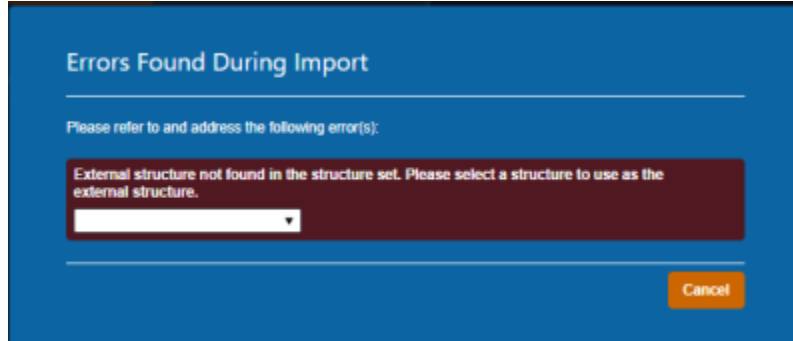 Errors Found During Import
Please refer to and address the following error(s):
External structure not found in the structure set. Please select a structure to use as the
external structure.
Cancel